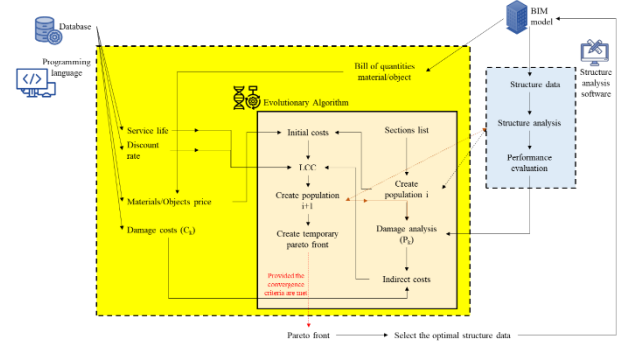 Database
Programming
language
BIM
model
Structure
analysis
software
Bill of quantities
material/object
Evolutionary Algorithm
Service life
Discount
rate
Materials/Objects price
Damage costs (Ck)
Initial costs
LCC
Create population
i+1
Create temporary
pareto front
Provided the
convergence
criteria are met
Sections list
Create
population i
Damage analysis
(Pk)
Indirect costs
Structure data
Structure analysis
Performance
evaluation
Pareto front
Select the optimal structure data